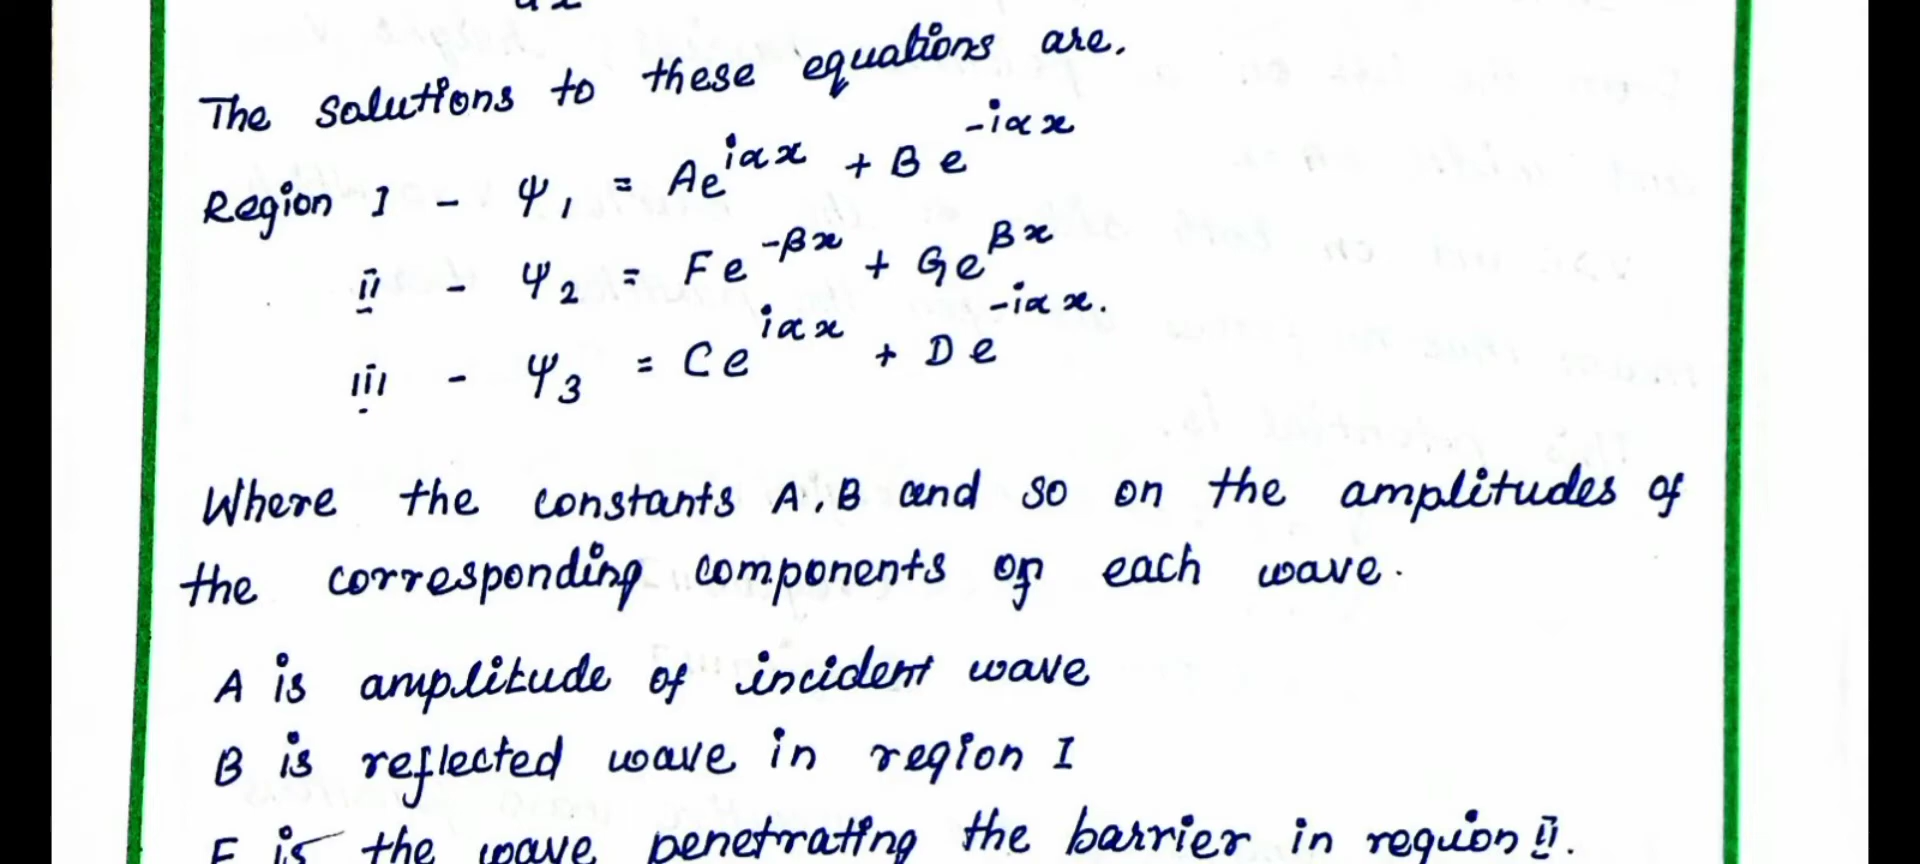 The solutions to these equations are.
Region I - ψ₁ = Ae^{iαx} + Be^{-iαx}
II - ψ₂ = Fe^{-βx} + Ge^{βx}
III - ψ₃ = Ce^{iαx} + De^{-iαx}.
Where the constants A, B and so on the amplitudes of
the corresponding components of each wave.
A is amplitude of incident wave
B is reflected wave in region I
F is the wave penetrating the barrier in reguion II.